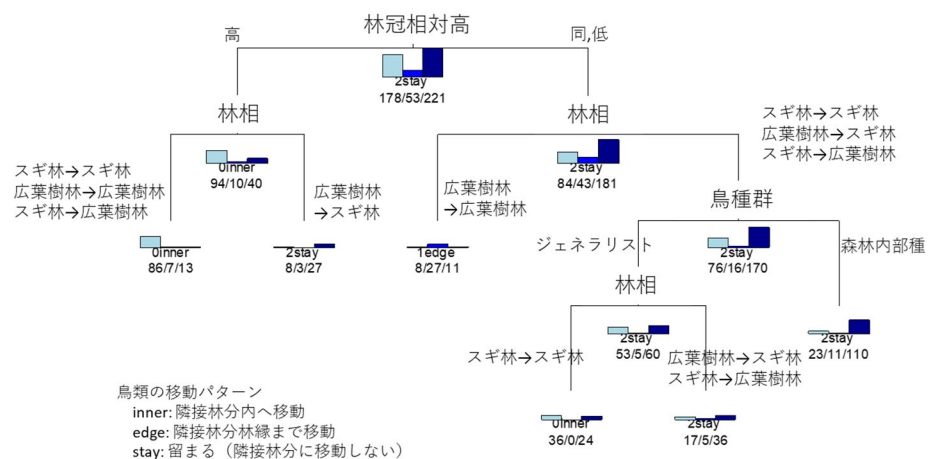 林冠相対高
高
同,低
2stay
178/53/221
林相
林相
スギ林→スギ林
広葉樹林→スギ林
スギ林→広葉樹林
0inner
94/10/40
2stay
84/43/181
スギ林→スギ林
広葉樹林→広葉樹林
スギ林→広葉樹林
広葉樹林
→スギ林
広葉樹林
→広葉樹林
鳥種群
0inner
86/7/13
2stay
8/3/27
1edge
8/27/11
ジェネラリスト
2stay
76/16/170
森林内部種
林相
2stay
53/5/60
2stay
23/11/110
スギ林→スギ林
広葉樹林→スギ林
スギ林→広葉樹林
0inner
36/0/24
2stay
17/5/36
鳥類の移動パターン
inner: 隣接林分内へ移動
edge: 隣接林分林縁まで移動
stay: 留まる（隣接林分に移動しない）